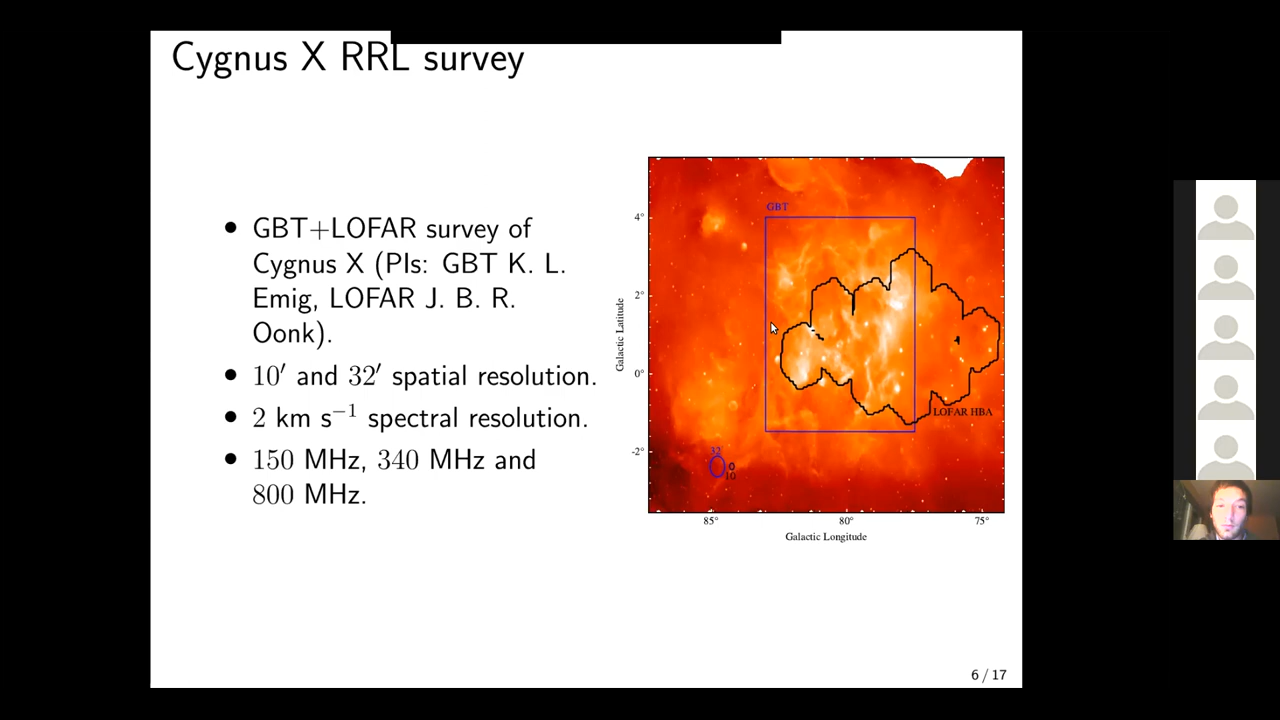 Cygnus X RRL survey
• GBT+LOFAR survey of
Cygnus X (PIs: GBT K. L.
Emig, LOFAR J. B. R.
Oonk).
• 10′ and 32′ spatial resolution.
• 2 km s⁻¹ spectral resolution.
• 150 MHz, 340 MHz and
800 MHz.
GBT
4°
2°
0°
-2°
Galactic Latitude
LOFAR HBA
32'
10'
85°
80°
75°
Galactic Longitude
6 / 17